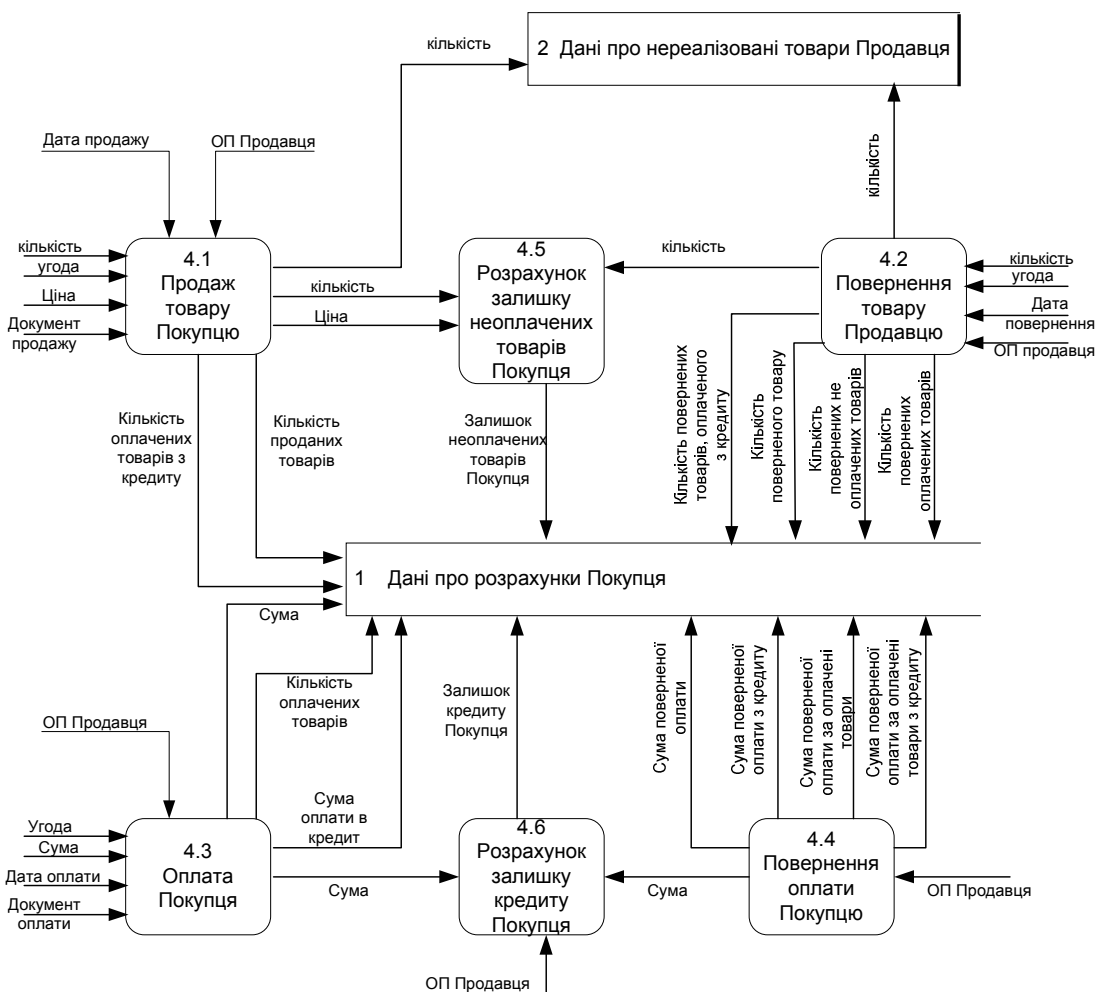 кількість
2 Дані про нереалізовані товари Продавця
Дата продажу
ОП Продавця
кількість
кількість
угода
Ціна
Документ
продажу
4.1
Продаж
товару
Покупцю
кількість
Ціна
4.5
Розрахунок
залишку
неоплачених
товарів
Покупця
кількість
4.2
Повернення
товару
Продавцю
кількість
угода
Дата
повернення
ОП продавця
Кількість
оплачених
товарів з
кредиту
Кількість
проданих
товарів
Залишок
неоплачених
товарів
Покупця
Кількість повернених
товарів, оплаченого
з кредиту
Кількість
поверненого товару
Кількість
повернених не
оплачених товарів
Кількість
повернених
оплачених товарів
1 Дані про розрахунки Покупця
Сума
Кількість
оплачених
товарів
Залишок
кредиту
Покупця
Сума поверненої
оплати
Сума поверненої
оплати з кредиту
Сума поверненої
оплати за оплачені
товари
Сума поверненої
оплати за оплачені
товари з кредиту
ОП Продавця
Сума
оплати в
кредит
Угода
Сума
Дата оплати
Документ
оплати
4.3
Оплата
Покупця
Сума
4.6
Розрахунок
залишку
кредиту
Покупця
Сума
4.4
Повернення
оплати
Покупцю
ОП Продавця
ОП Продавця